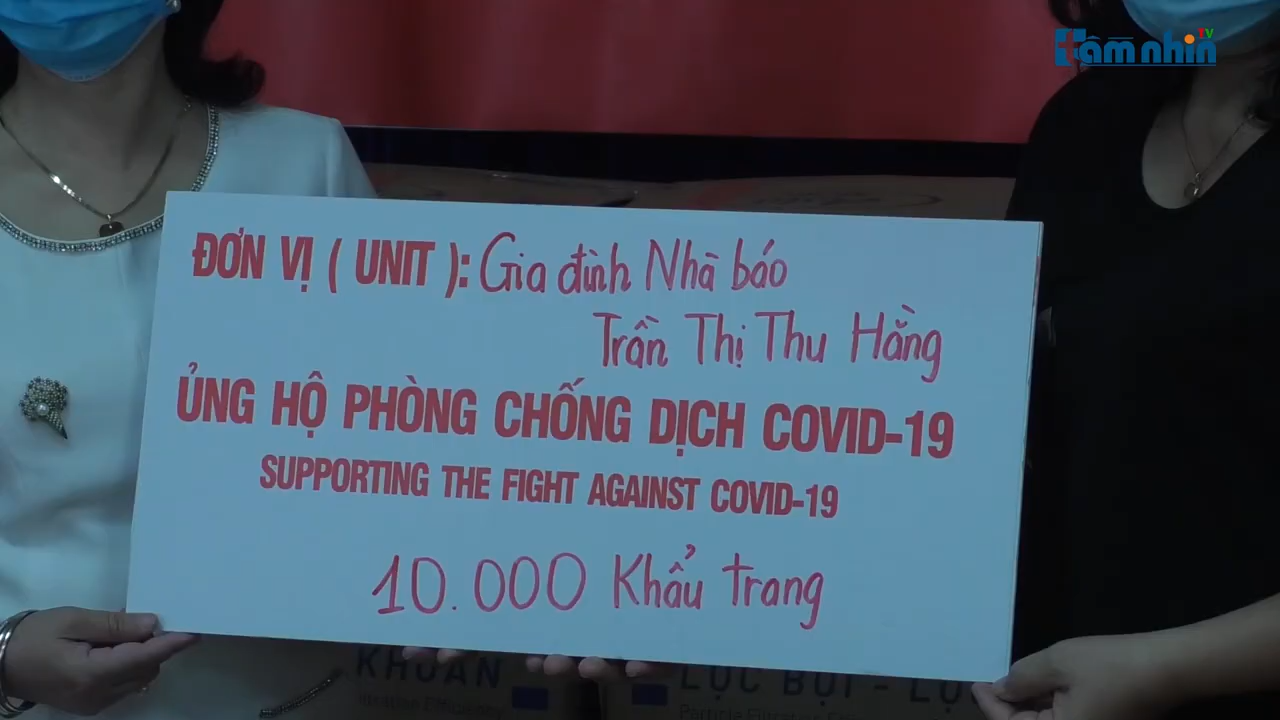 tầm nhìn TV
ĐƠN VỊ ( UNIT ): Gia đình Nhà báo
Trần Thị Thu Hằng
ỦNG HỘ PHÒNG CHỐNG DỊCH COVID-19
SUPPORTING THE FIGHT AGAINST COVID-19
10.000 Khẩu trang
KHUẨN
LỌC BỤI - LỌC